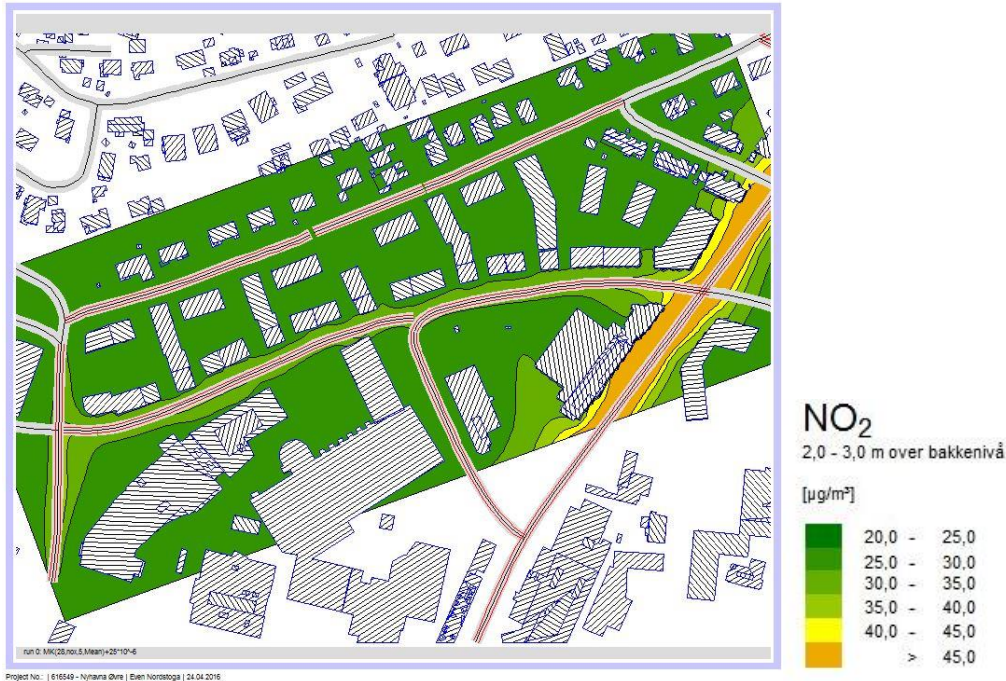 NO₂
2,0 - 3,0 m over bakkenivå
[µg/m³]
20,0 - 25,0
25,0 - 30,0
30,0 - 35,0
35,0 - 40,0
40,0 - 45,0
> 45,0
run 0: MK(28,nox,5,Mean)+25*10^-6
Project No.: | 616549 - Nyhavna Øvre | Even Nordstoga | 24.04.2016